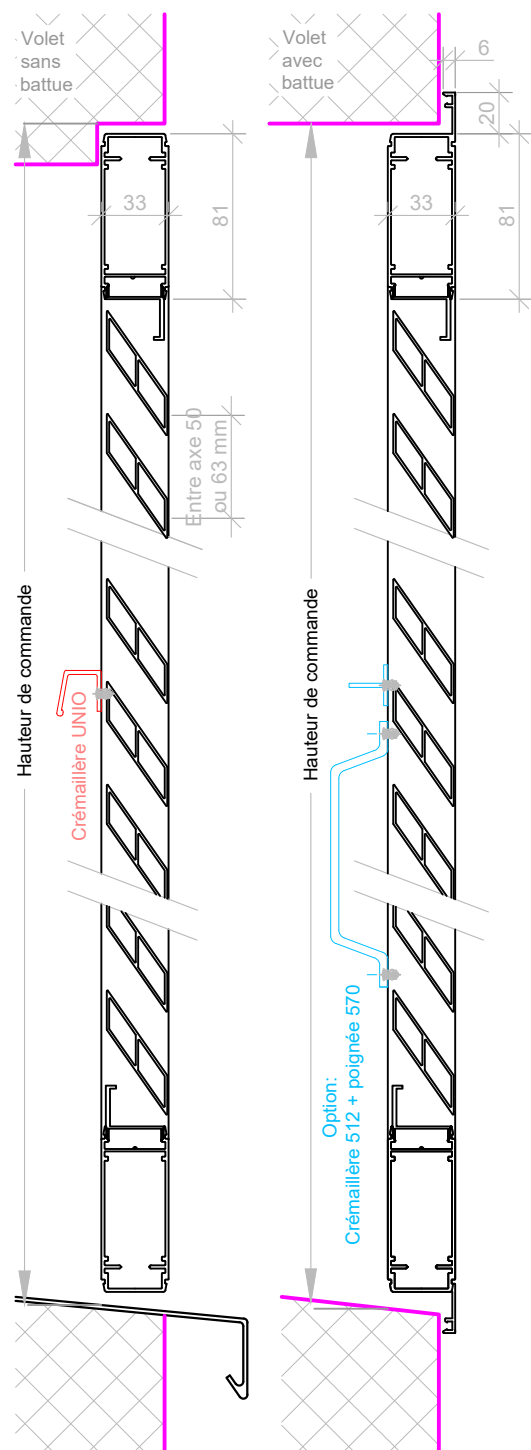 Volet
sans
battue
33
81
Entre axe 50
ou 63 mm
Hauteur de commande
Crémaillère UNIO
Volet
avec
battue
6
20
33
81
Hauteur de commande
Option:
Crémaillère 512 + poignée 570